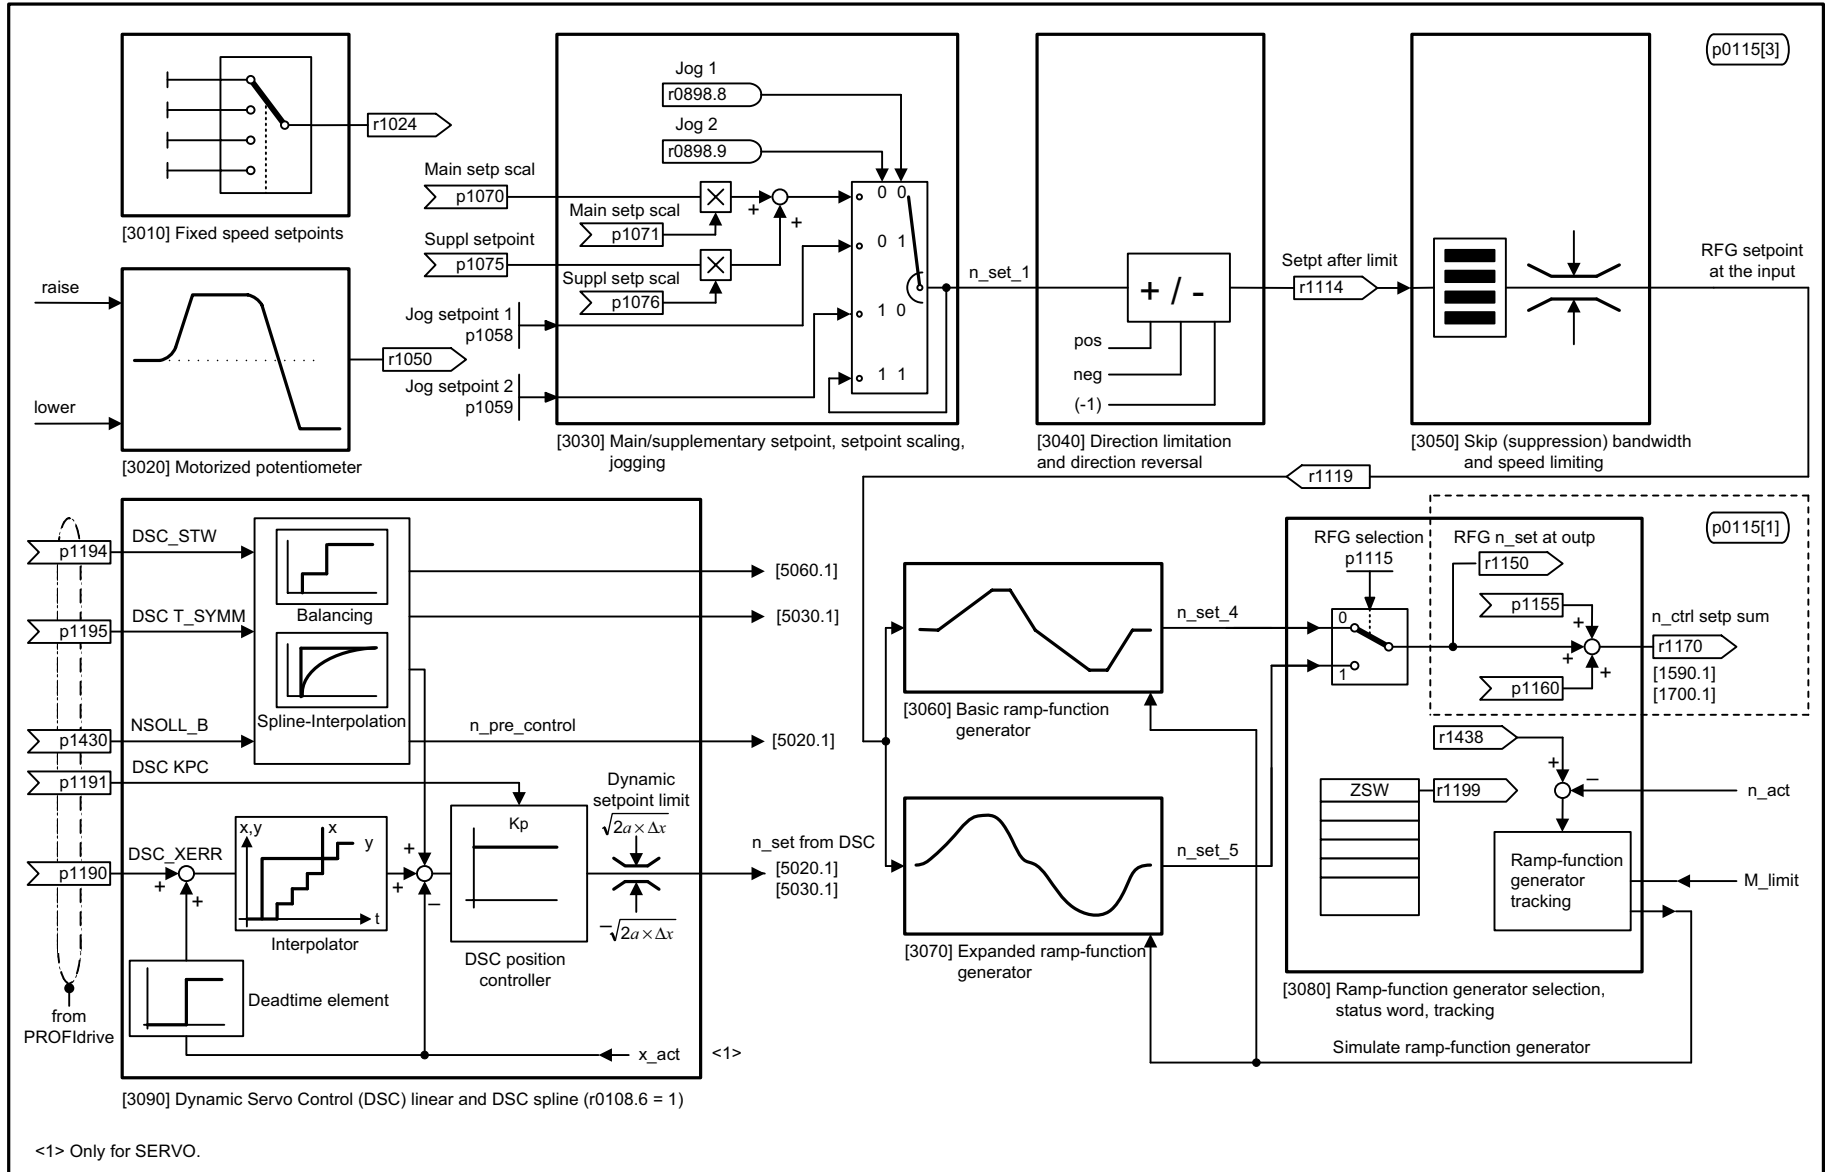 p0115[3]
r1024
[3010] Fixed speed setpoints
raise
lower
r1050
[3020] Motorized potentiometer
Jog 1
r0898.8
Jog 2
r0898.9
Main setp scal
p1070
Main setp scal
p1071
Suppl setpoint
p1075
Suppl setp scal
p1076
Jog setpoint 1
p1058
Jog setpoint 2
p1059
+
+
0 0
0 1
1 0
1 1
[3030] Main/supplementary setpoint, setpoint scaling,
jogging
n_set_1
+ / -
pos
neg
(-1)
[3040] Direction limitation
and direction reversal
Setpt after limit
r1114
[3050] Skip (suppression) bandwidth
and speed limiting
RFG setpoint
at the input
r1119
p1194
DSC_STW
p1195
DSC T_SYMM
p1430
NSOLL_B
p1191
DSC KPC
p1190
DSC_XERR
from
PROFIdrive
Balancing
Spline-Interpolation
[5060.1]
[5030.1]
n_pre_control
[5020.1]
+
+
x,y
x
y
t
Interpolator
+
+
−
Kp
DSC position
controller
Dynamic
setpoint limit
√2a × Δx
−√2a × Δx
n_set from DSC
[5020.1]
[5030.1]
Deadtime element
x_act
<1>
[3090] Dynamic Servo Control (DSC) linear and DSC spline (r0108.6 = 1)
n_set_4
[3060] Basic ramp-function
generator
n_set_5
[3070] Expanded ramp-function
generator
RFG selection
p1115
0
1
RFG n_set at outp
r1150
p0115[1]
p1155
+
+
+
p1160
n_ctrl setp sum
r1170
[1590.1]
[1700.1]
r1438
+
−
n_act
ZSW
r1199
Ramp-function
generator
tracking
M_limit
[3080] Ramp-function generator selection,
status word, tracking
Simulate ramp-function generator
<1> Only for SERVO.